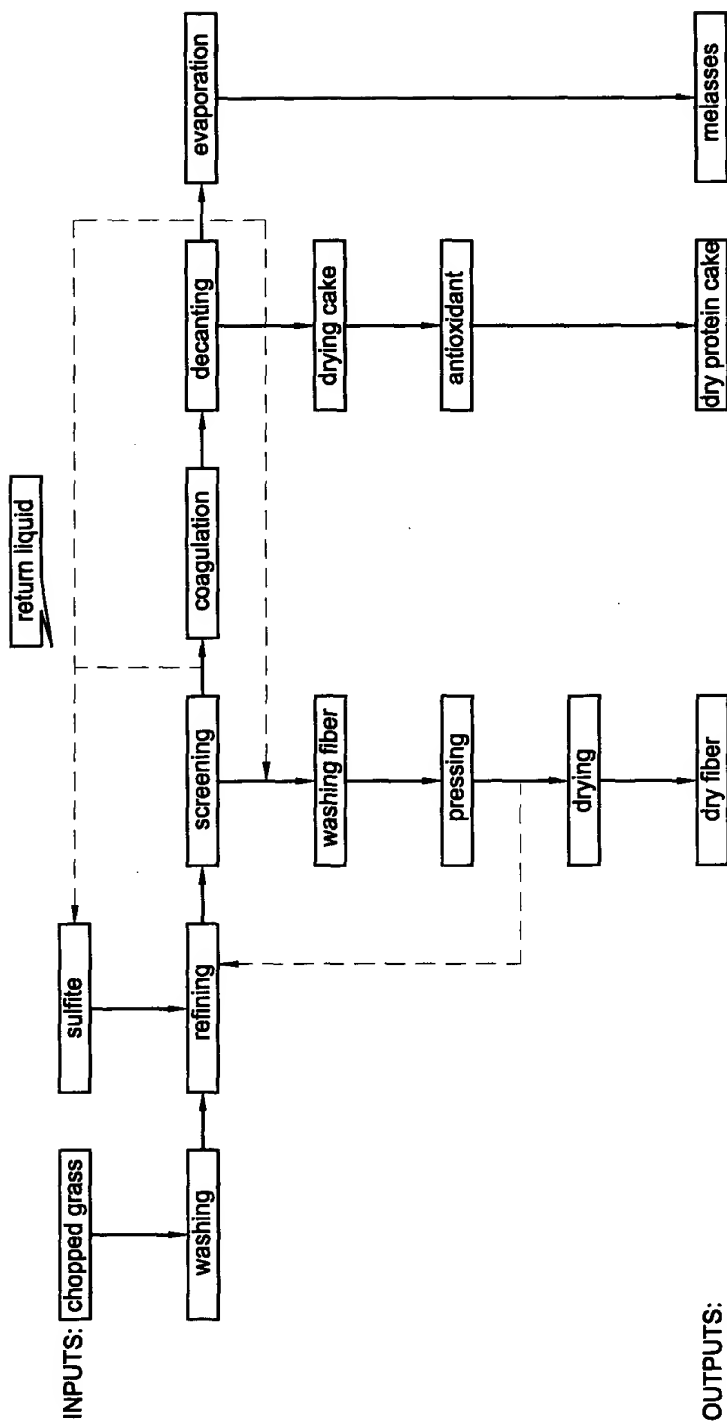 return liquid
INPUTS: chopped grass sulfite
washing refining screening coagulation decanting evaporation
washing fiber drying cake
pressing antioxidant
drying
OUTPUTS: dry fiber dry protein cake melasses